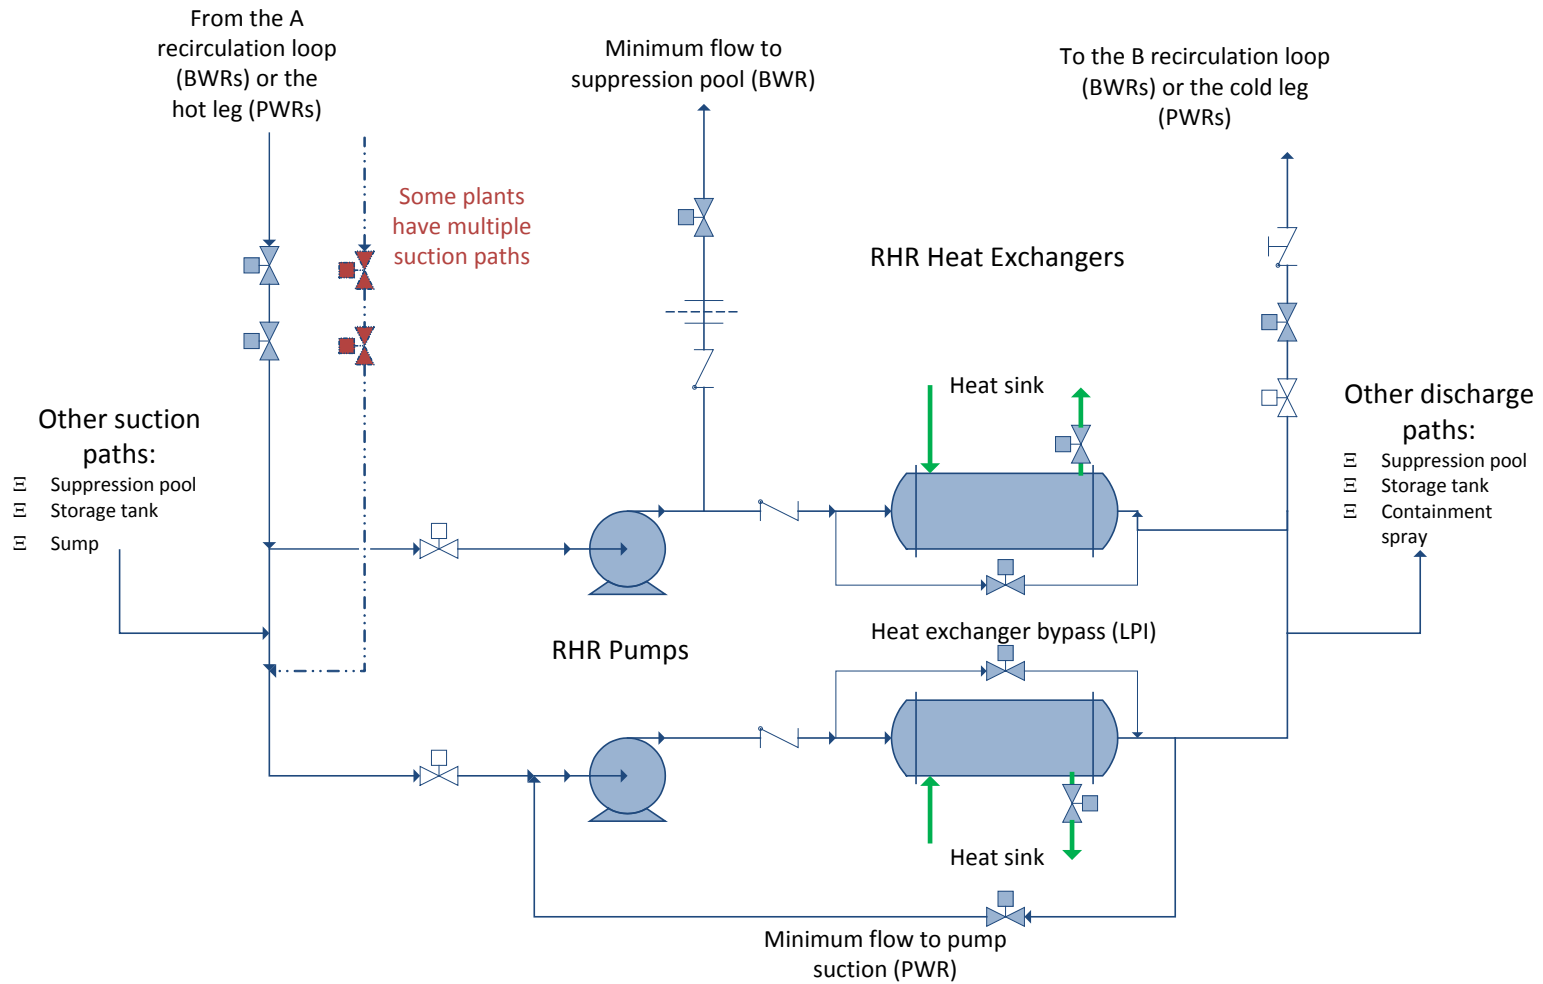 From the A
recirculation loop
(BWRs) or the
hot leg (PWRs)
Minimum flow to
suppression pool (BWR)
To the B recirculation loop
(BWRs) or the cold leg
(PWRs)
Some plants
have multiple
suction paths
RHR Heat Exchangers
Heat sink
Other suction
paths:
Ξ Suppression pool
Ξ Storage tank
Ξ Sump
Other discharge
paths:
Ξ Suppression pool
Ξ Storage tank
Ξ Containment
spray
Heat exchanger bypass (LPI)
RHR Pumps
Heat sink
Minimum flow to pump
suction (PWR)